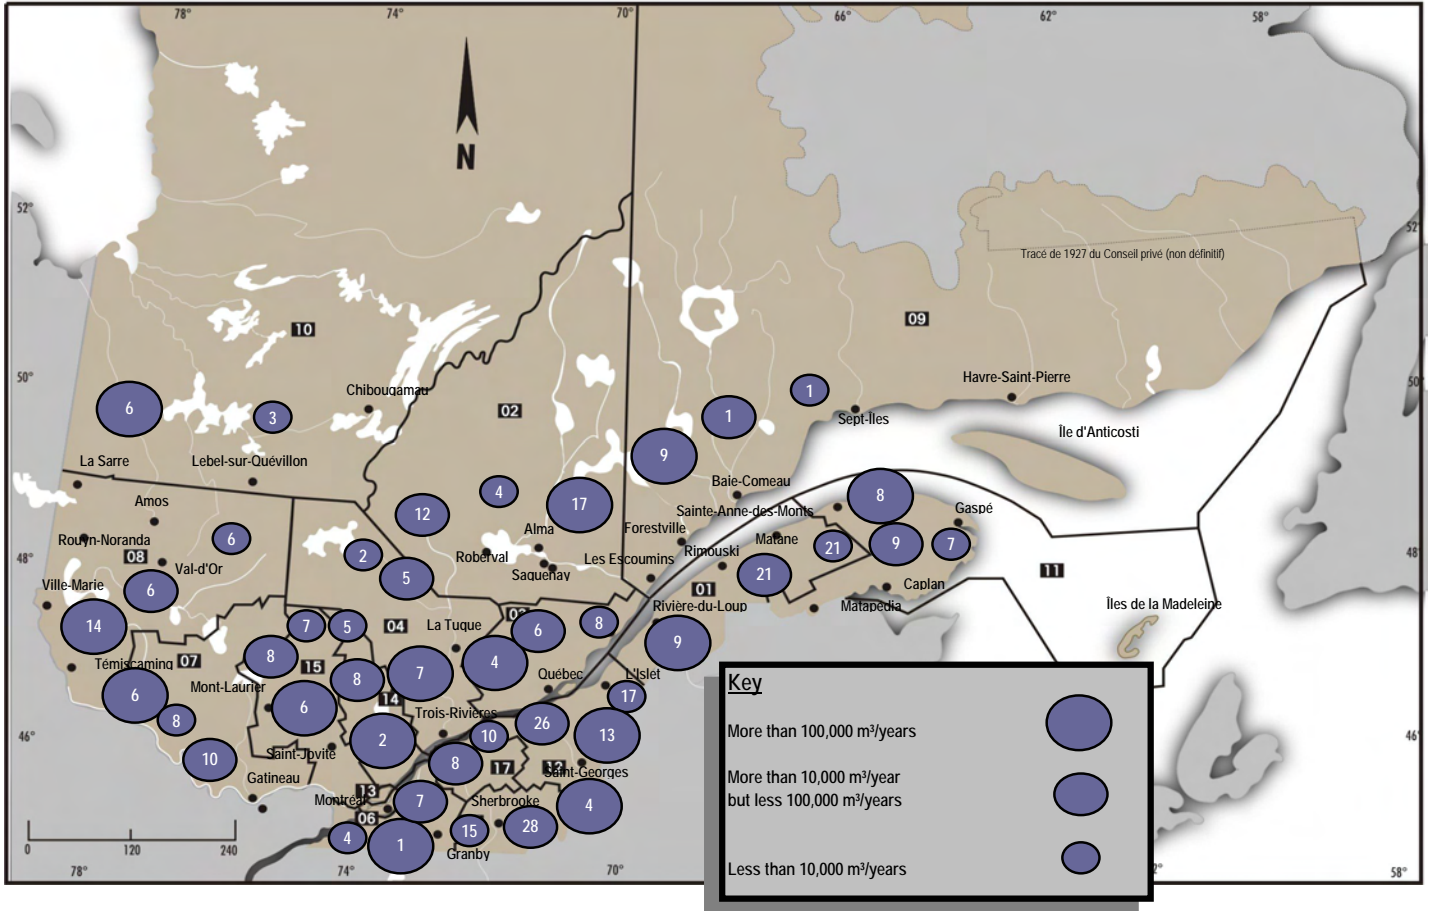 78°
74°
70°
66°
62°
58°
N
52°
52°
Tracé de 1927 du Conseil privé (non définitif)
10
09
50°
50
Chibougamau
Havre-Saint-Pierre
6
3
02
1
1
Sept-Iles
Île d'Anticosti
La Sarre
Lebel-sur-Quévillon
9
Baie-Comeau
Amos
12
4
17
Sainte-Anne-des-Monts
8
Gaspé
Rouyn-Noranda
6
Alma
Forestville
Matane
48°
08
2
Roberval
Les Escoumins
Rimouski
21
9
7
48°
Val-d'Or
5
Saguenay
21
11
Ville-Marie
6
01
Caplan
Rivière-du-Loup
Matapédia
Îles de la Madeleine
14
7
5
04
La Tuque
03
6
8
9
Témiscaming
07
8
15
7
4
Québec
L'Islet
6
Mont-Laurier
8
14
17
8
6
Trois-Rivières
26
46°
2
10
13
46°
10
Saint-Jovite
8
17
12
Saint-Georges
Gatineau
13
Montréal
7
Sherbrooke
4
06
4
1
15
28
Granby
0
120
240
78°
74°
70°
2°
58°
Key
More than 100,000 m³/years
More than 10,000 m³/year
but less 100,000 m³/years
Less than 10,000 m³/years